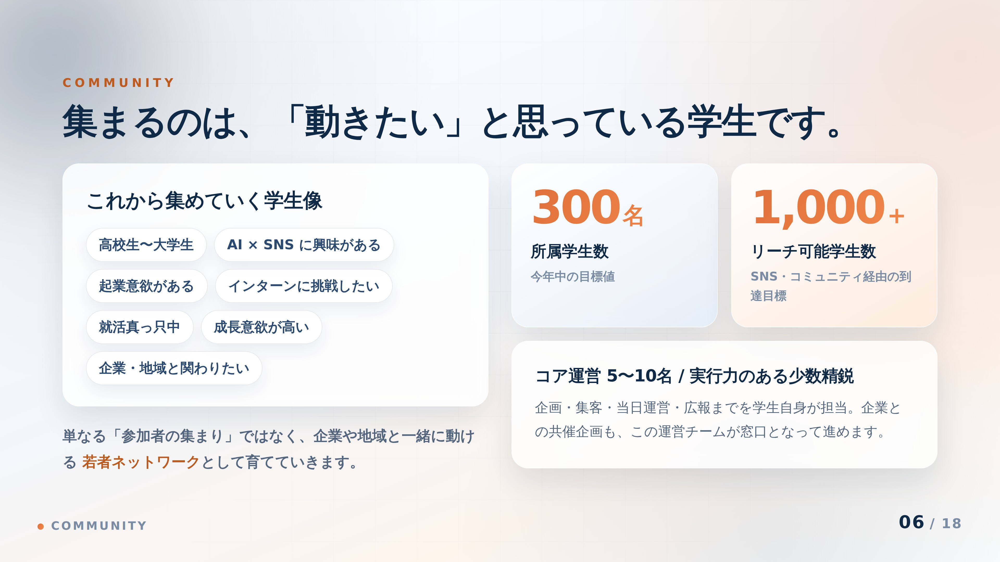 COMMUNITY
集まるのは、「動きたい」と思っている学生です。
これから集めていく学生像
高校生〜大学生
AI × SNS に興味がある
起業意欲がある
インターンに挑戦したい
就活真っ只中
成長意欲が高い
企業・地域と関わりたい
単なる「参加者の集まり」ではなく、企業や地域と一緒に動け
る 若者ネットワークとして育てていきます。
300名
所属学生数
今年中の目標値
1,000+
リーチ可能学生数
SNS・コミュニティ経由の到
達目標
コア運営 5〜10名 / 実行力のある少数精鋭
企画・集客・当日運営・広報までを学生自身が担当。企業と
の共催企画も、この運営チームが窓口となって進めます。
COMMUNITY
06 / 18